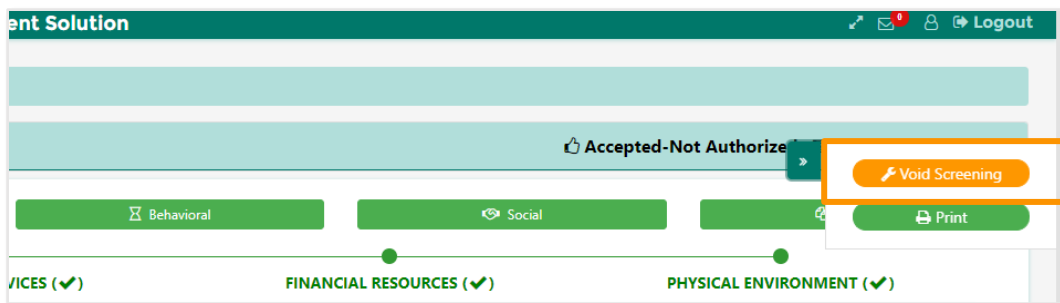 ent Solution
0
Logout
Accepted-Not Authorize
»
Void Screening
Behavioral
Social
Print
VICES (✔)
FINANCIAL RESOURCES (✔)
PHYSICAL ENVIRONMENT (✔)